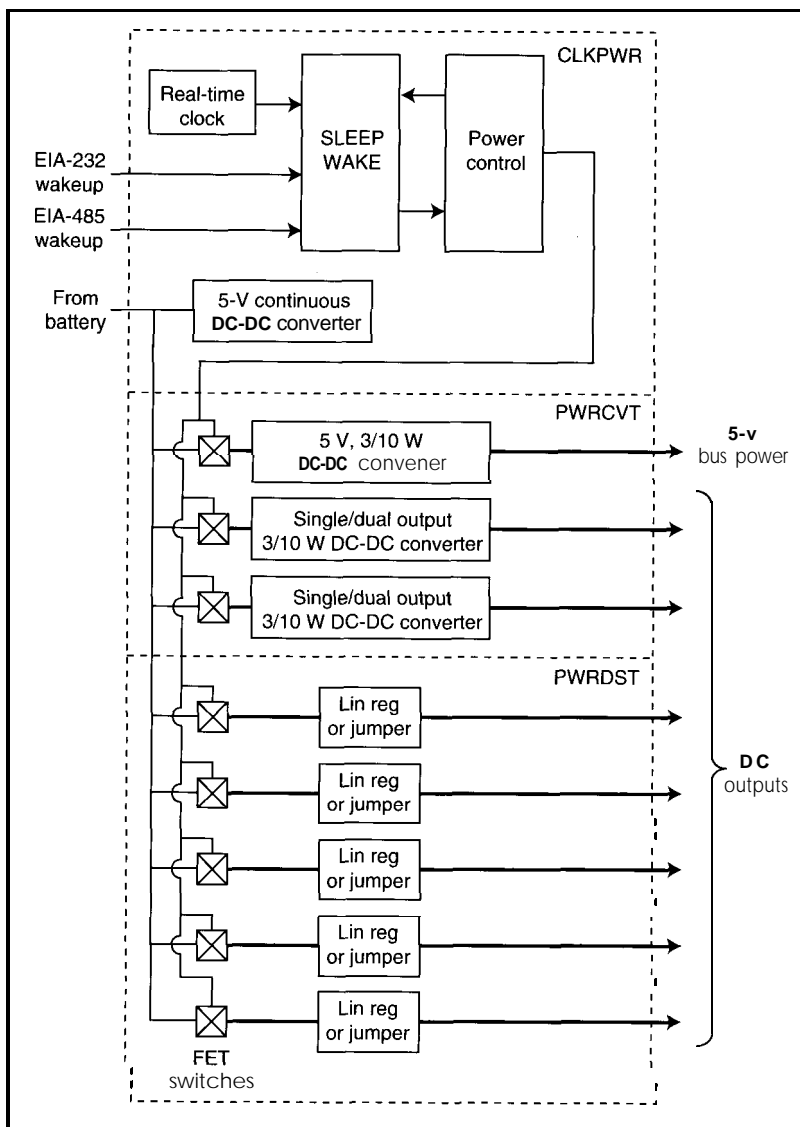 CLKPWR
Real-time
clock
SLEEP
WAKE
Power
control
EIA-232
wakeup
EIA-485
wakeup
From
battery
5-V continuous
DC-DC converter
PWRCVT
5 V, 3/10 W
DC-DC convener
5-v
bus power
Single/dual output
3/10 W DC-DC converter
Single/dual output
3/10 W DC-DC converter
PWRDST
Lin reg
or jumper
Lin reg
or jumper
DC
outputs
Lin reg
or jumper
Lin reg
or jumper
Lin reg
or jumper
FET
switches